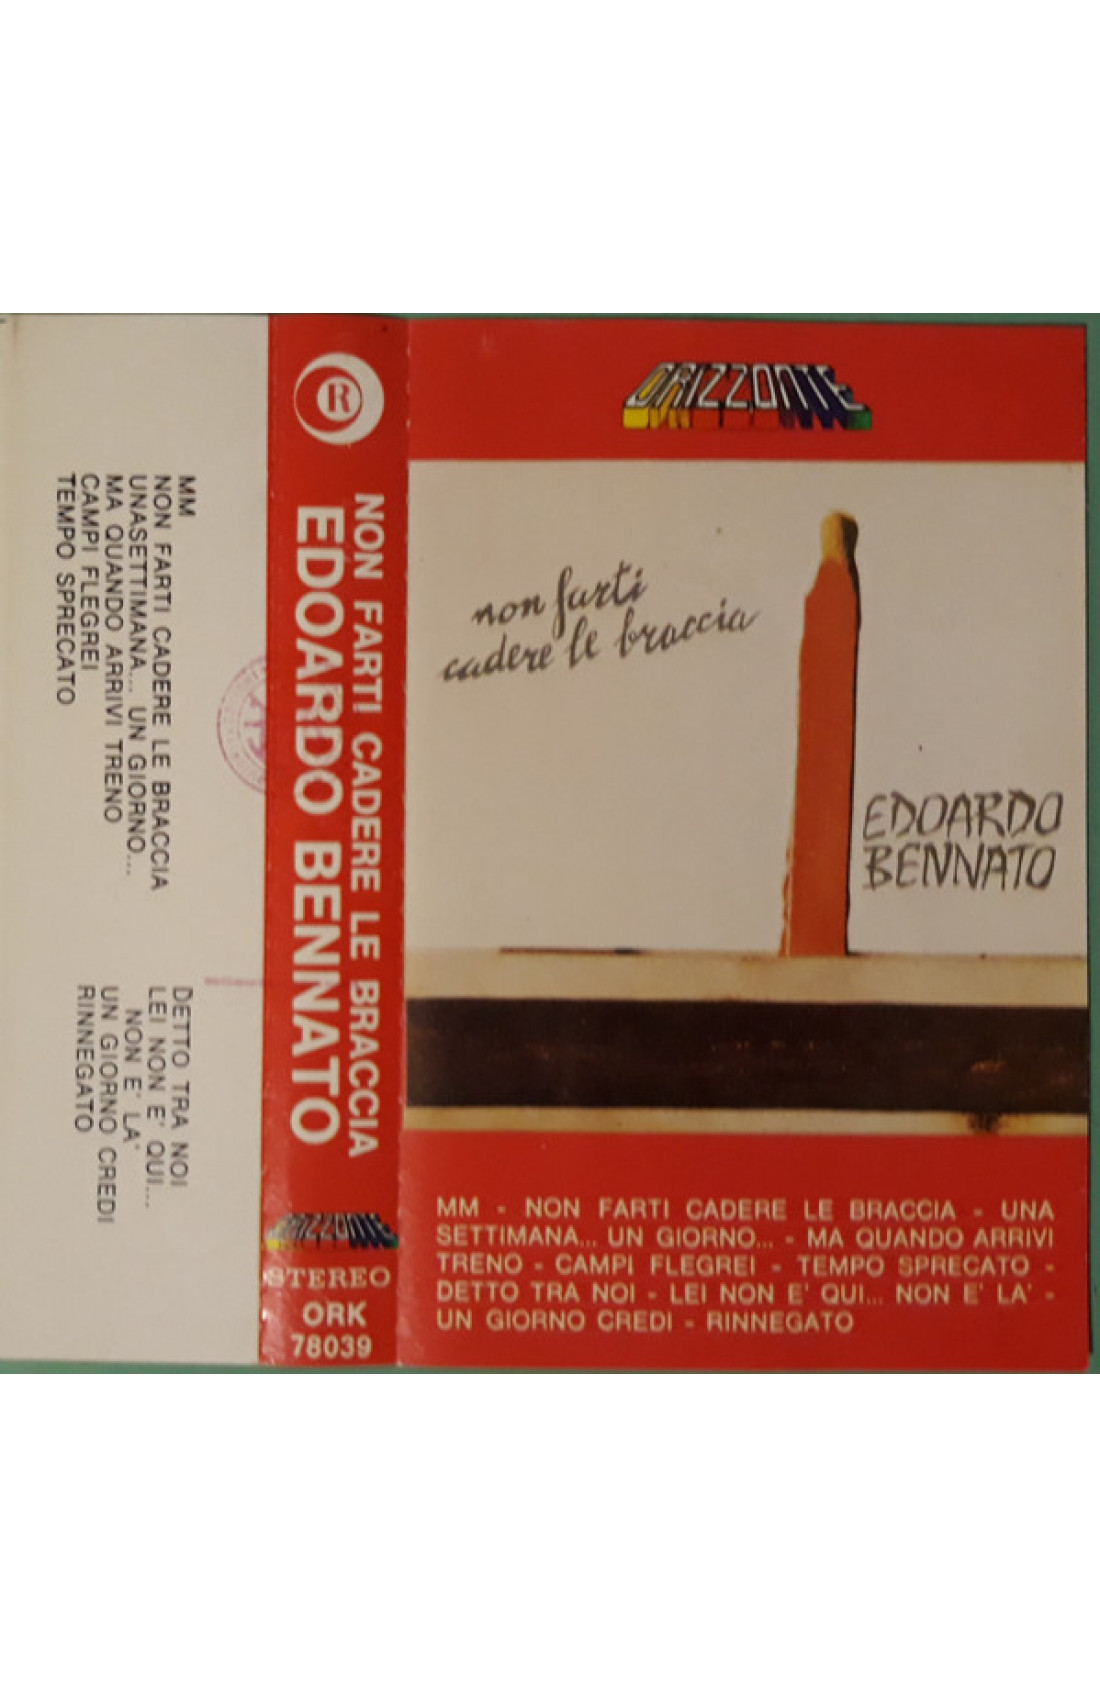 MM
NON FARTI CADERE LE BRACCIA
UNASETTIMANA... UN GIORNO...
MA QUANDO ARRIVI TRENO
CAMPI FLEGREI
TEMPO SPRECATO
DETTO TRA NOI
LEI NON E' QUI...
NON E' LA'
UN GIORNO CREDI
RINNEGATO
NON FARTI CADERE LE BRACCIA
EDOARDO BENNATO
ORIZZONTE
STEREO
ORK
78039
ORIZZONTE
non farti
cadere le braccia
EDOARDO
BENNATO
MM - NON FARTI CADERE LE BRACCIA - UNA
SETTIMANA... UN GIORNO... - MA QUANDO ARRIVI
TRENO - CAMPI FLEGREI - TEMPO SPRECATO -
DETTO TRA NOI - LEI NON E' QUI... NON E' LA' -
UN GIORNO CREDI - RINNEGATO